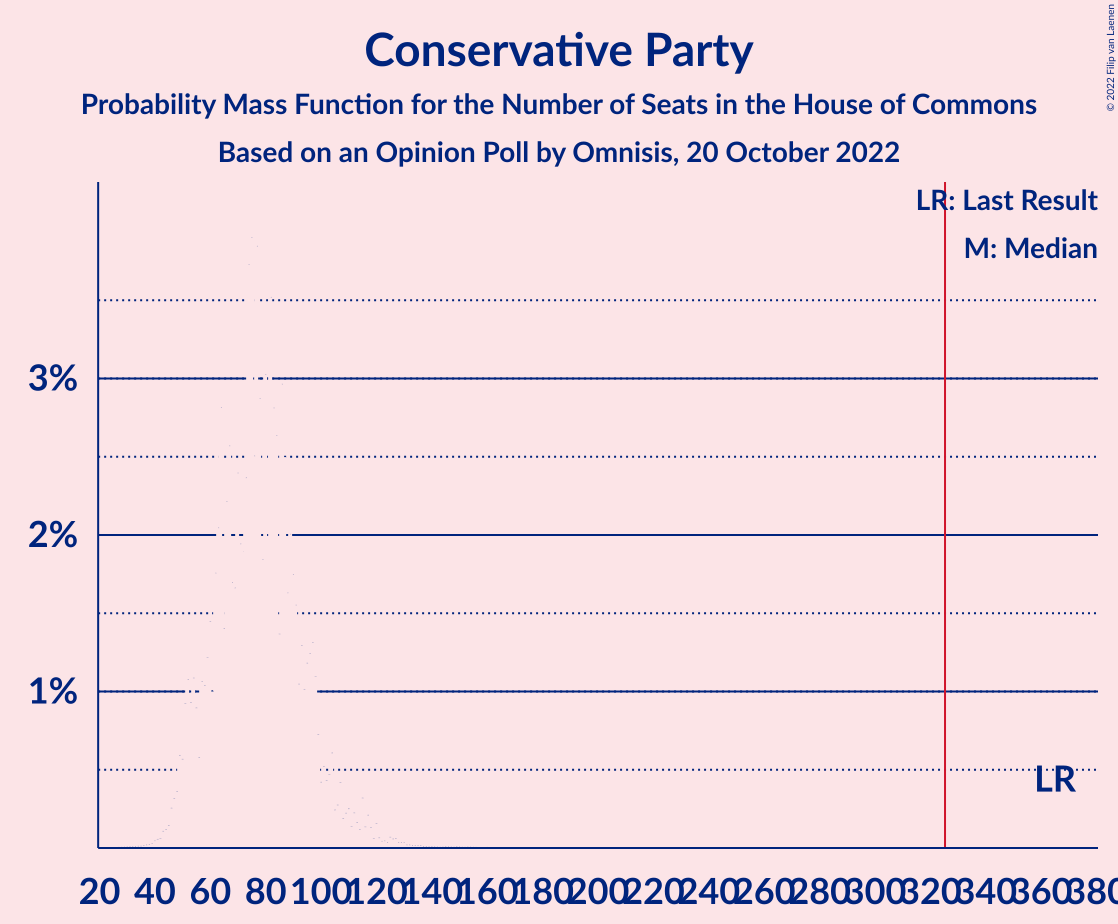 Conservative Party
Probability Mass Function for the Number of Seats in the House of Commons
Based on an Opinion Poll by Omnisis, 20 October 2022
© 2022 Filip van Laenen
LR: Last Result
M: Median
3%
2%
1%
LR
20 40 60 80 100 120 140 160 180 200 220 240 260 280 300 320 340 360 380